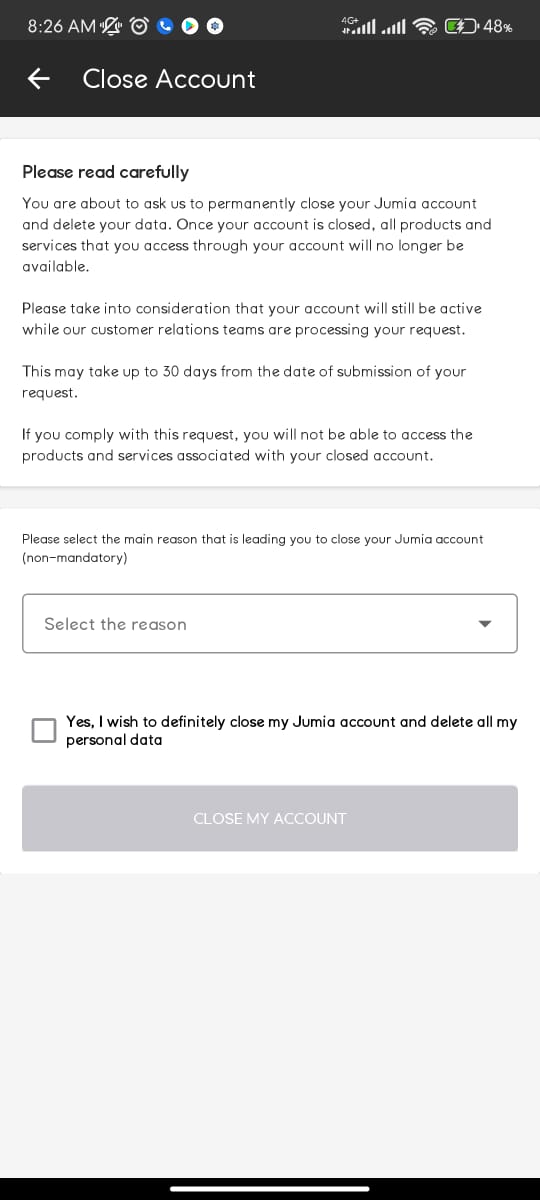 8:26 AM 4G+ 48%
Close Account
Please read carefully
You are about to ask us to permanently close your Jumia account
and delete your data. Once your account is closed, all products and
services that you access through your account will no longer be
available.
Please take into consideration that your account will still be active
while our customer relations teams are processing your request.
This may take up to 30 days from the date of submission of your
request.
If you comply with this request, you will not be able to access the
products and services associated with your closed account.
Please select the main reason that is leading you to close your Jumia account
(non-mandatory)
Select the reason
Yes, I wish to definitely close my Jumia account and delete all my
personal data
CLOSE MY ACCOUNT